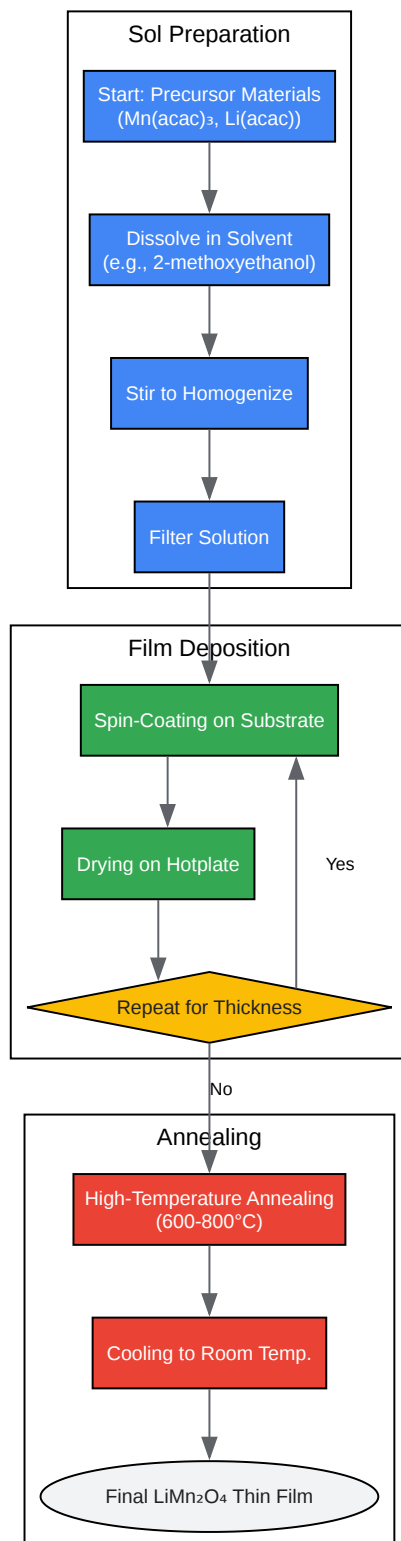 Sol Preparation
Start: Precursor Materials
(Mn(acac)₃, Li(acac))
Dissolve in Solvent
(e.g., 2-methoxyethanol)
Stir to Homogenize
Filter Solution
Film Deposition
Spin-Coating on Substrate
Drying on Hotplate
Yes
Repeat for Thickness
No
Annealing
High-Temperature Annealing
(600-800°C)
Cooling to Room Temp.
Final LiMn₂O₄ Thin Film